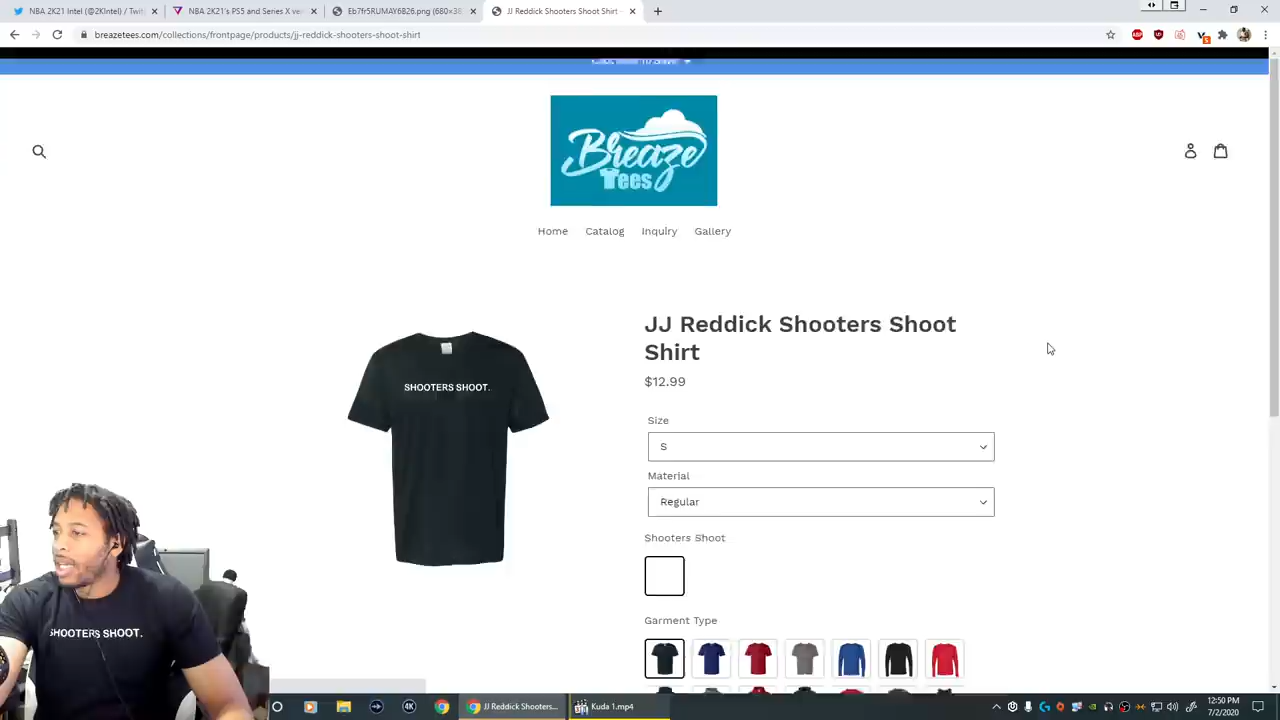 NBA 2K21 Intel (@2KIntel) / Twit
NBA 2K21's PS5 and Series X ve
Eb7fr5RUMAY6B26.png (680×38
JJ Reddick Shooters Shoot Shirt
breazetees.com/collections/frontpage/products/jj-reddick-shooters-shoot-shirt
ABP
5
Breaze
Tees
Home
Catalog
Inquiry
Gallery
SHOOTERS SHOOT.
JJ Reddick Shooters Shoot
Shirt
$12.99
Size
S
Material
Regular
Shooters Shoot
Garment Type
SHOOTERS SHOOT.
4K
JJ Reddick Shooters...
Kuda 1.mp4
12:50 PM
7/2/2020